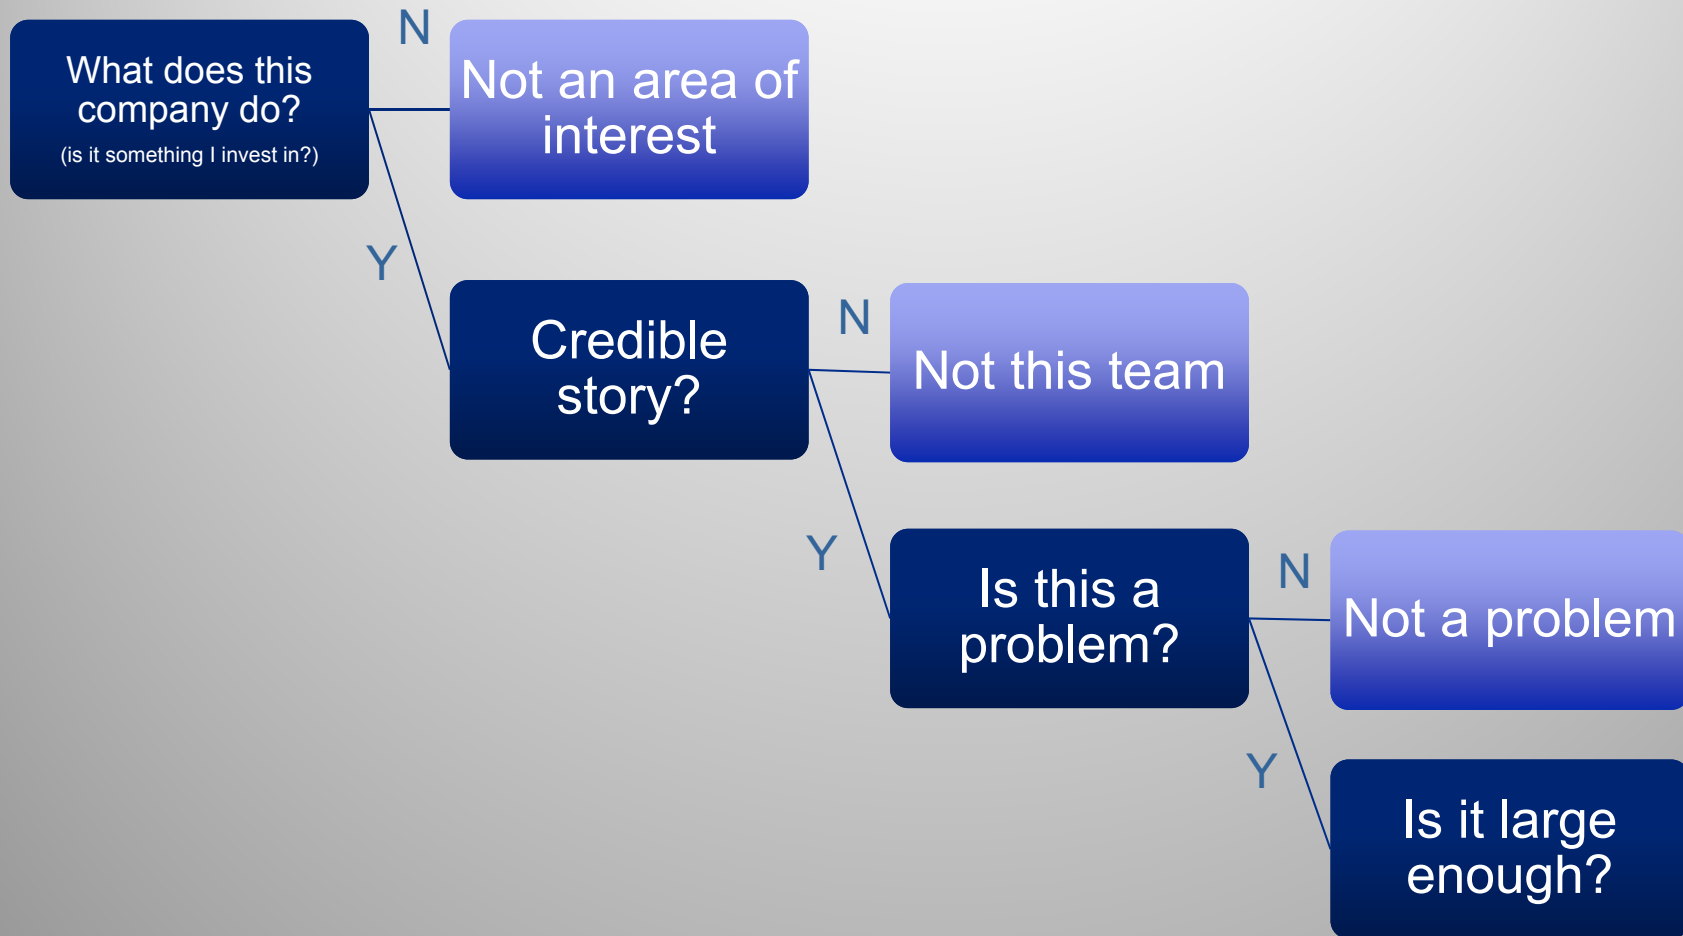 What does this
company do?
(is it something I invest in?)
N
Not an area of
interest
Y
Credible
story?
N
Not this team
Y
Is this a
problem?
N
Not a problem
Y
Is it large
enough?